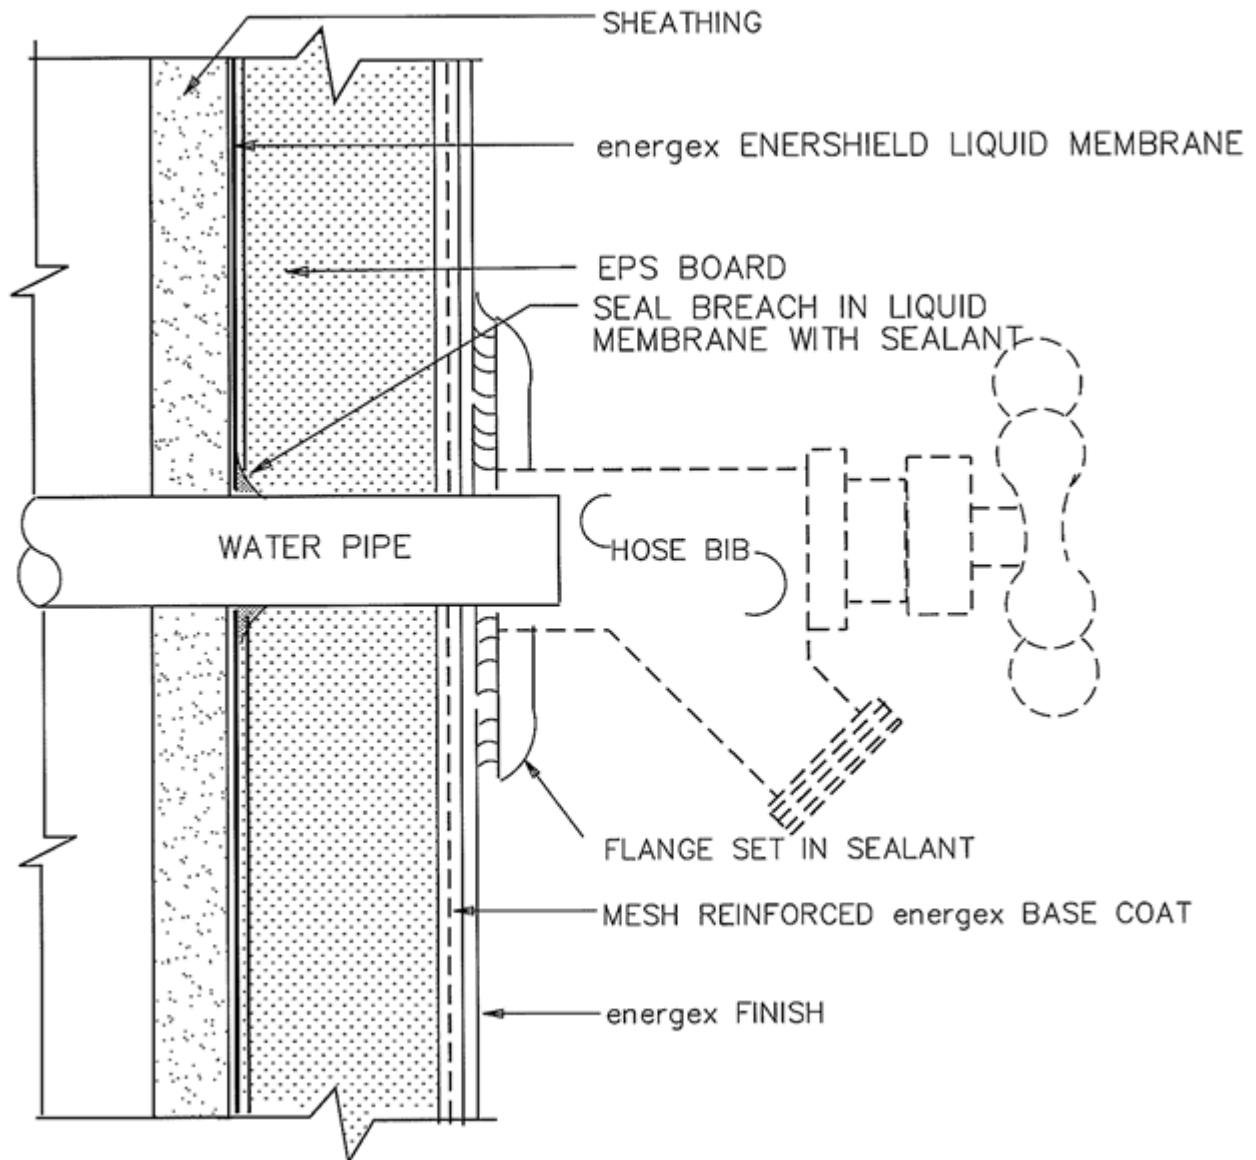 SHEATHING
energex ENERSHIELD LIQUID MEMBRANE
EPS BOARD
SEAL BREACH IN LIQUID
MEMBRANE WITH SEALANT
WATER PIPE
HOSE BIB
FLANGE SET IN SEALANT
MESH REINFORCED energex BASE COAT
energex FINISH